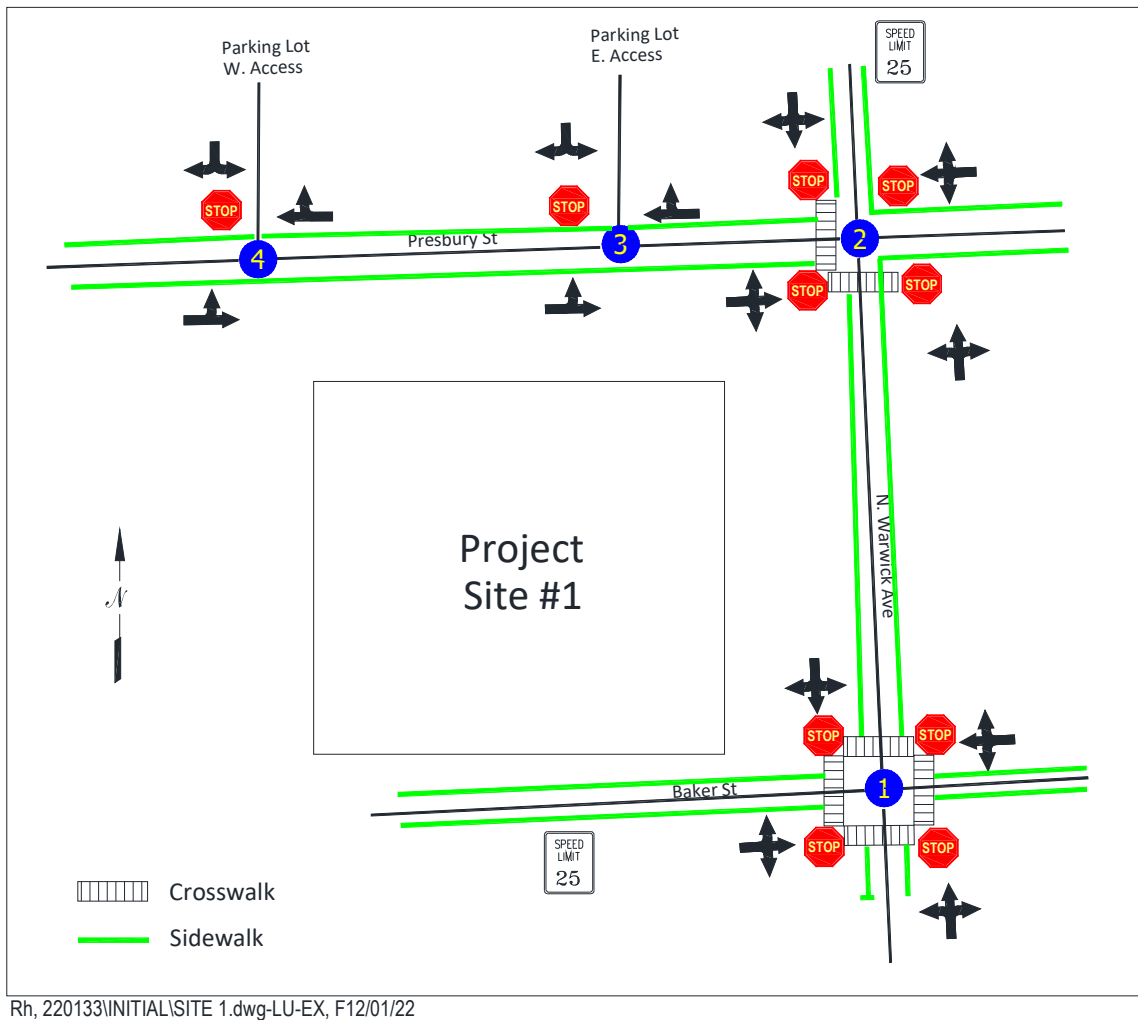 Parking Lot
W. Access
Parking Lot
E. Access
SPEED
LIMIT
25
STOP
STOP
STOP
STOP
Presbury St
4
3
2
STOP
STOP
Project
Site #1
N. Warwick Ave
N
STOP
STOP
Baker St
1
STOP
STOP
SPEED
LIMIT
25
Crosswalk
Sidewalk
Rh, 220133\INITIAL\SITE 1.dwg-LU-EX, F12/01/22